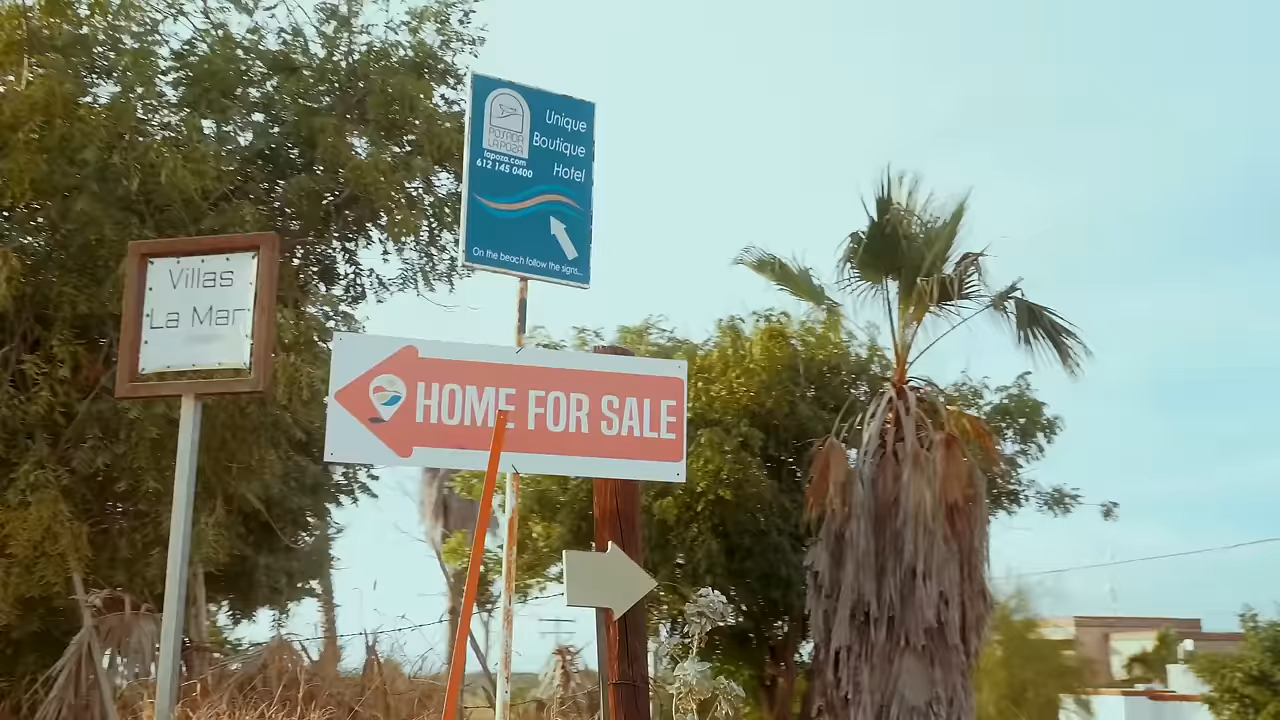 Villas
La Mar
POSADA
LA POZA
lapoza.com
612 145 0400
Unique
Boutique
Hotel
On the beach follow the signs...
HOME FOR SALE